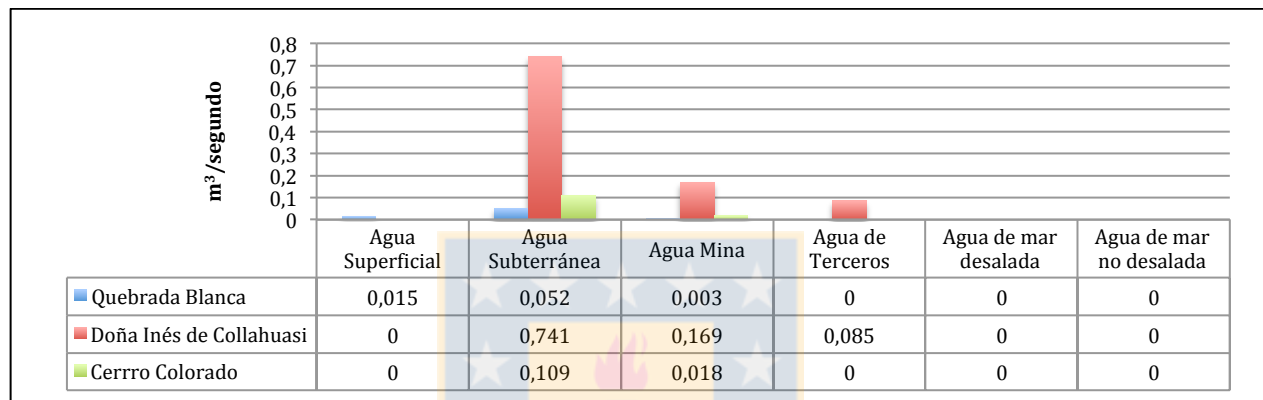 0,8
0,7
0,6
0,5
0,4
0,3
0,2
0,1
0
m³/segundo
Agua Superficial Agua Subterránea Agua Mina Agua de Terceros Agua de mar desalada Agua de mar no desalada
Quebrada Blanca 0,015 0,052 0,003 0 0 0
Doña Inés de Collahuasi 0 0,741 0,169 0,085 0 0
Cerrro Colorado 0 0,109 0,018 0 0 0